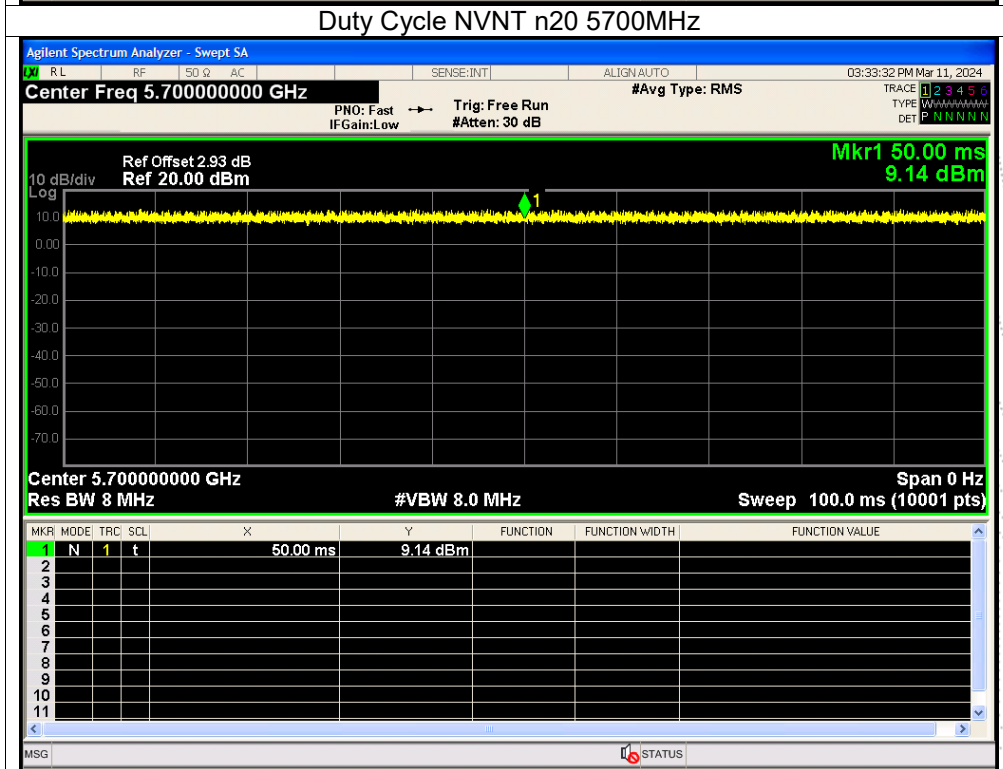 Duty Cycle NVNT n20 5700MHz
Agilent Spectrum Analyzer - Swept SA
LXI RL RF 50 Ω AC SENSE:INT ALIGN AUTO 03:33:32 PM Mar 11, 2024
Center Freq 5.700000000 GHz #Avg Type: RMS TRACE 1 2 3 4 5 6
PNO: Fast Trig: Free Run TYPE
IFGain:Low #Atten: 30 dB DET P N N N N N
Mkr1 50.00 ms
Ref Offset 2.93 dB
10 dB/div Ref 20.00 dBm 9.14 dBm
Log
1
10.0
0.00
-10.0
-20.0
-30.0
-40.0
-50.0
-60.0
-70.0
Center 5.700000000 GHz Span 0 Hz
Res BW 8 MHz #VBW 8.0 MHz Sweep 100.0 ms (10001 pts)
MKR MODE TRC SCL X Y FUNCTION FUNCTION WIDTH FUNCTION VALUE
1 N 1 t 50.00 ms 9.14 dBm
2
3
4
5
6
7
8
9
10
11
MSG STATUS